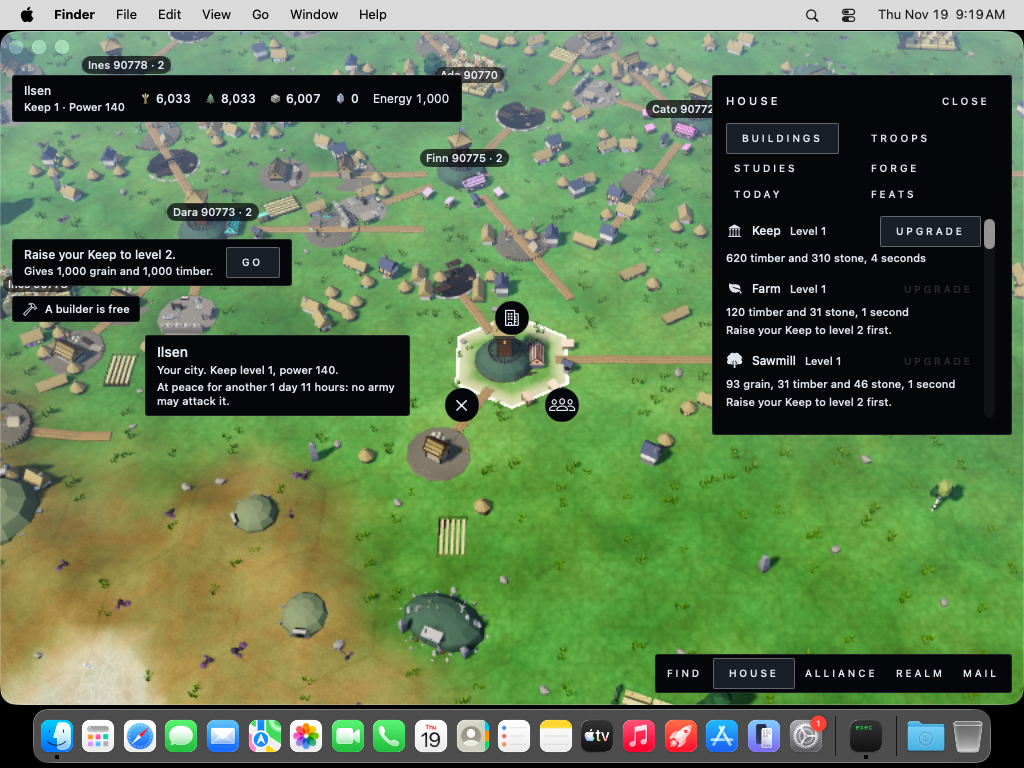 Finder File Edit View Go Window Help
Thu Nov 19 9:19 AM
Ines 90778 · 2
Ada 90770
Cato 90772
Finn 90775 · 2
Dara 90773 · 2
Ilsen
Keep 1 · Power 140
6,033 8,033 6,007 0 Energy 1,000
Raise your Keep to level 2.
Gives 1,000 grain and 1,000 timber.
GO
A builder is free
Ilsen
Your city. Keep level 1, power 140.
At peace for another 1 day 11 hours: no army
may attack it.
HOUSE CLOSE
BUILDINGS TROOPS
STUDIES FORGE
TODAY FEATS
Keep Level 1 UPGRADE
620 timber and 310 stone, 4 seconds
Farm Level 1 UPGRADE
120 timber and 31 stone, 1 second
Raise your Keep to level 2 first.
Sawmill Level 1 UPGRADE
93 grain, 31 timber and 46 stone, 1 second
Raise your Keep to level 2 first.
FIND HOUSE ALLIANCE REALM MAIL
Thu
19
tv
1
exec